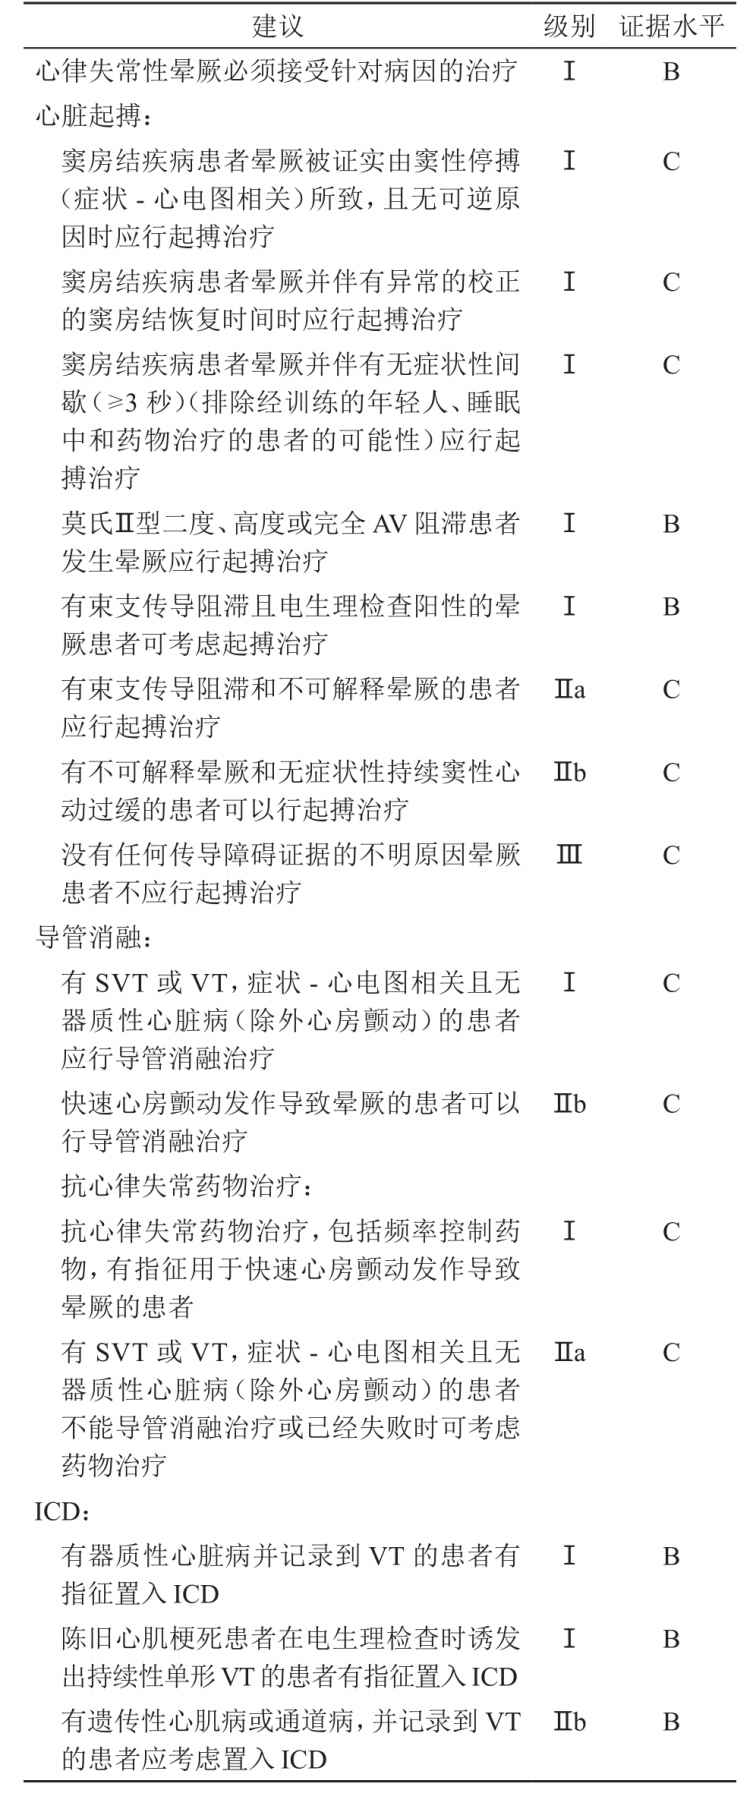 建议 级别 证据水平
心律失常性晕厥必须接受针对病因的治疗 Ⅰ B
心脏起搏：
窦房结疾病患者晕厥被证实由窦性停搏 Ⅰ C
（症状 - 心电图相关）所致，且无可逆原
因时应行起搏治疗
窦房结疾病患者晕厥并伴有异常的校正 Ⅰ C
的窦房结恢复时间时应行起搏治疗
窦房结疾病患者晕厥并伴有无症状性间 Ⅰ C
歇（≥3 秒）（排除经训练的年轻人、睡眠
中和药物治疗的患者的可能性）应行起
搏治疗
莫氏Ⅱ型二度、高度或完全 AV 阻滞患者 Ⅰ B
发生晕厥应行起搏治疗
有束支传导阻滞且电生理检查阳性的晕 Ⅰ B
厥患者可考虑起搏治疗
有束支传导阻滞和不可解释晕厥的患者 Ⅱa C
应行起搏治疗
有不可解释晕厥和无症状性持续窦性心 Ⅱb C
动过缓的患者可以行起搏治疗
没有任何传导障碍证据的不明原因晕厥 Ⅲ C
患者不应行起搏治疗
导管消融：
有 SVT 或 VT，症状 - 心电图相关且无 Ⅰ C
器质性心脏病（除外心房颤动）的患者
应行导管消融治疗
快速心房颤动发作导致晕厥的患者可以 Ⅱb C
行导管消融治疗
抗心律失常药物治疗：
抗心律失常药物治疗，包括频率控制药 Ⅰ C
物，有指征用于快速心房颤动发作导致
晕厥的患者
有 SVT 或 VT，症状 - 心电图相关且无 Ⅱa C
器质性心脏病（除外心房颤动）的患者
不能导管消融治疗或已经失败时可考虑
药物治疗
ICD：
有器质性心脏病并记录到 VT 的患者有 Ⅰ B
指征置入 ICD
陈旧心肌梗死患者在电生理检查时诱发 Ⅰ B
出持续性单形 VT 的患者有指征置入 ICD
有遗传性心肌病或通道病，并记录到 VT Ⅱb B
的患者应考虑置入 ICD